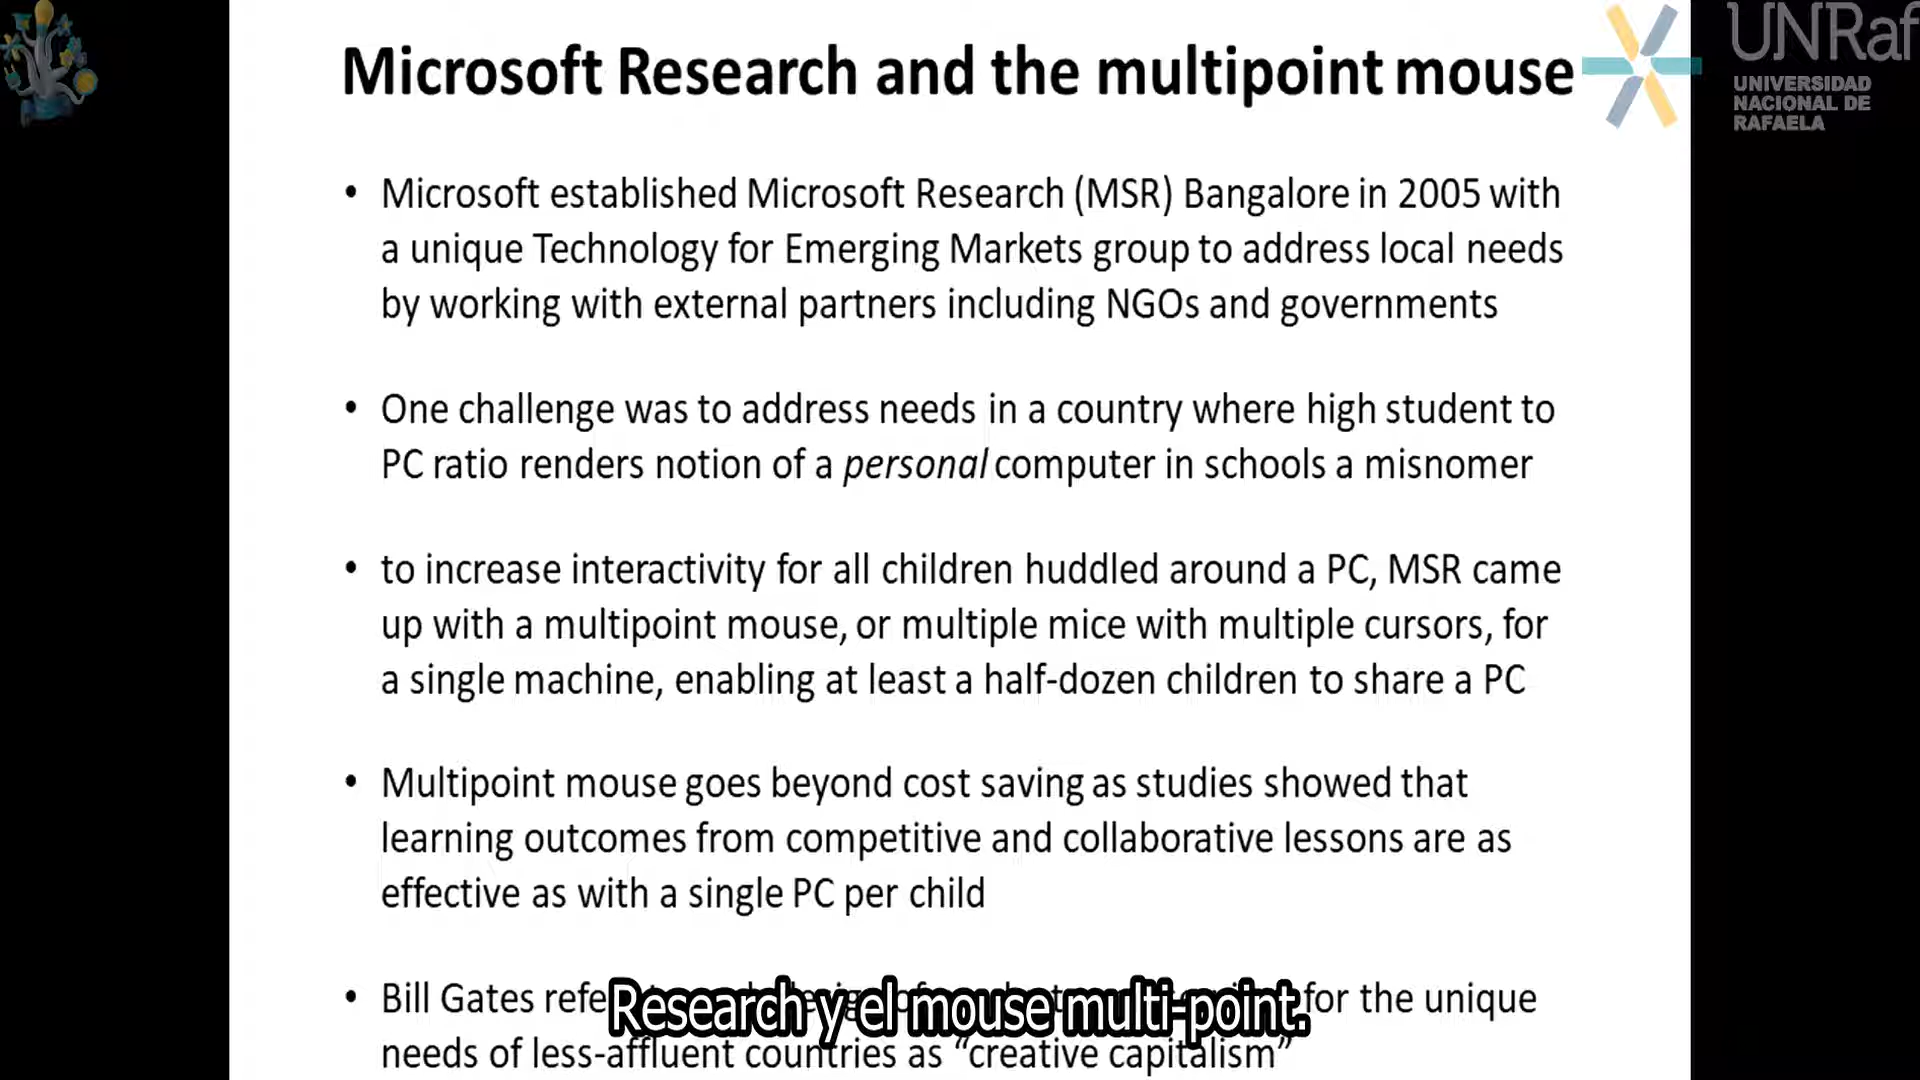 Microsoft Research and the multipoint mouse
UNRaf
UNIVERSIDAD
NACIONAL DE
RAFAELA
• Microsoft established Microsoft Research (MSR) Bangalore in 2005 with
a unique Technology for Emerging Markets group to address local needs
by working with external partners including NGOs and governments
• One challenge was to address needs in a country where high student to
PC ratio renders notion of a personal computer in schools a misnomer
• to increase interactivity for all children huddled around a PC, MSR came
up with a multipoint mouse, or multiple mice with multiple cursors, for
a single machine, enabling at least a half-dozen children to share a PC
• Multipoint mouse goes beyond cost saving as studies showed that
learning outcomes from competitive and collaborative lessons are as
effective as with a single PC per child
• Bill Gates for the unique
needs of less-affluent countries as “creative capitalism”
Research y el mouse multi-point.